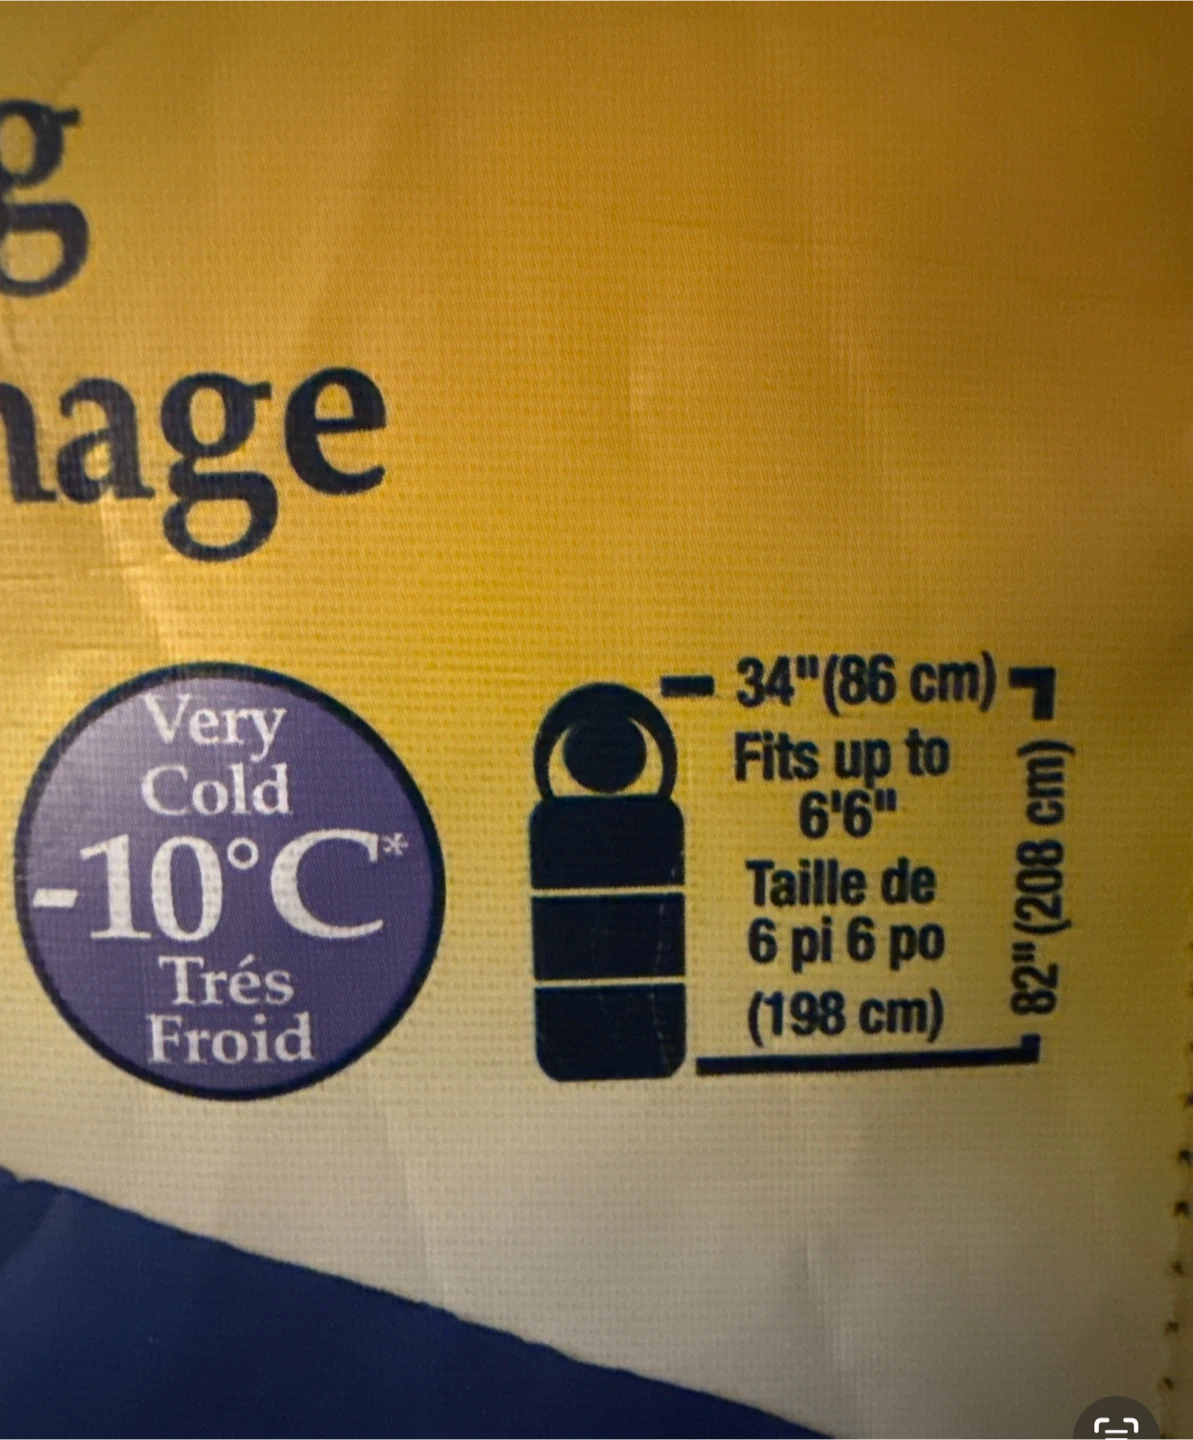 g
nage
Very
Cold
-10°C*
Trés
Froid
34"(86 cm)
Fits up to
6'6"
Taille de
6 pi 6 po
(198 cm)
82"(208 cm)